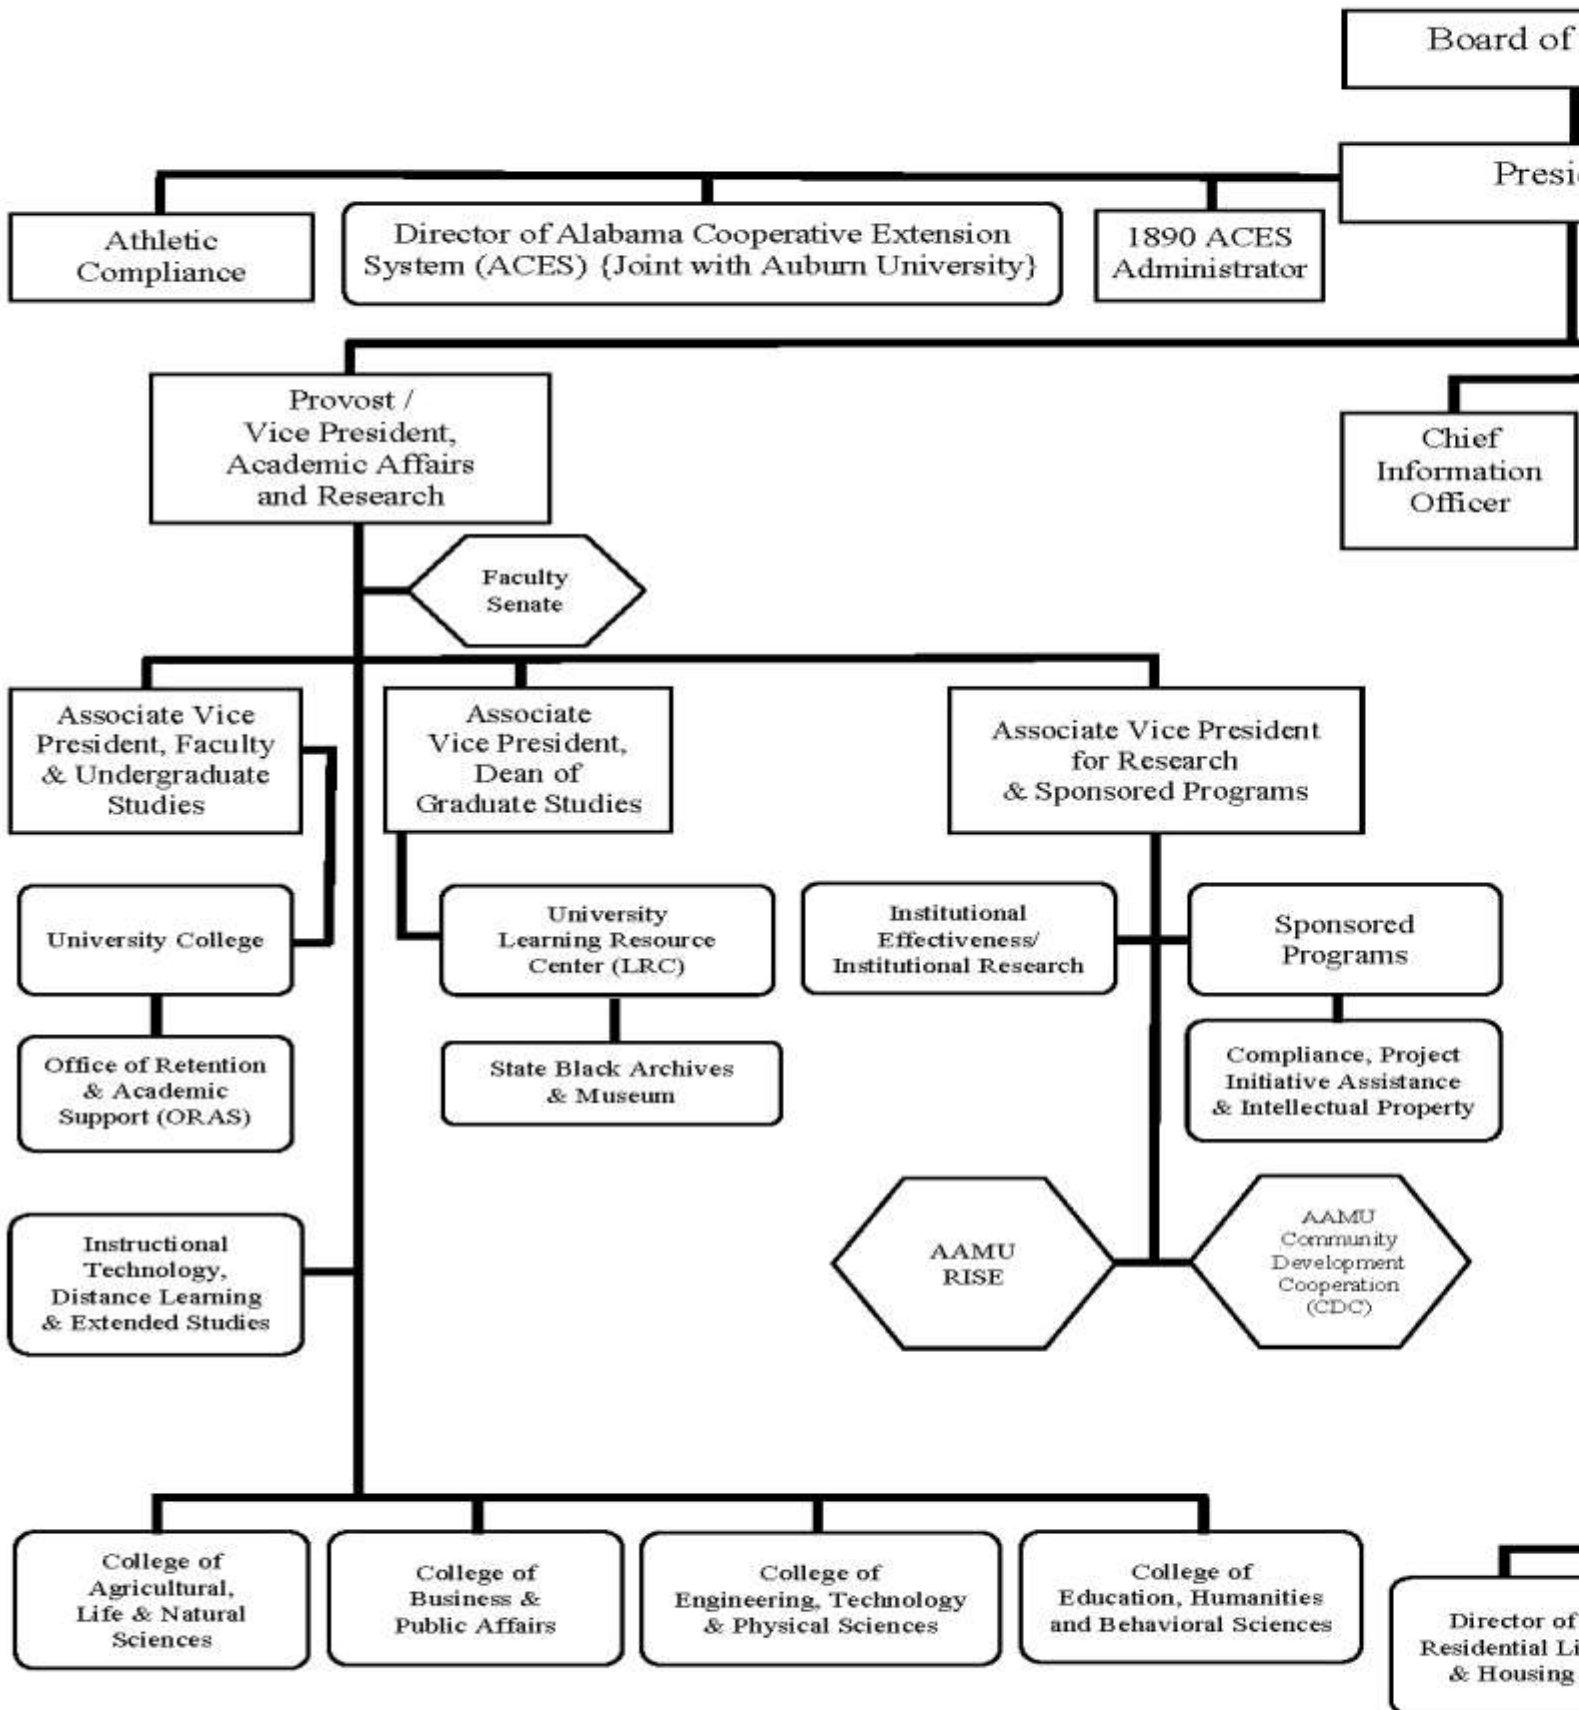 Board of
Athletic
Compliance
Director of Alabama Cooperative Extension
System (ACES) {Joint with Auburn University}
1890 ACES
Administrator
Presi
Provost /
Vice President,
Academic Affairs
and Research
Chief
Information
Officer
Faculty
Senate
Associate Vice
President, Faculty
& Undergraduate
Studies
Associate
Vice President,
Dean of
Graduate Studies
Associate Vice President
for Research
& Sponsored Programs
University College
University
Learning Resource
Center (LRC)
Institutional
Effectiveness/
Institutional Research
Sponsored
Programs
Office of Retention
& Academic
Support (ORAS)
State Black Archives
& Museum
Compliance, Project
Initiative Assistance
& Intellectual Property
Instructional
Technology,
Distance Learning
& Extended Studies
AAMU
RISE
AAMU
Community
Development
Cooperation
(CDC)
College of
Agricultural,
Life & Natural
Sciences
College of
Business &
Public Affairs
College of
Engineering, Technology
& Physical Sciences
College of
Education, Humanities
and Behavioral Sciences
Director of
Residential Li
& Housing